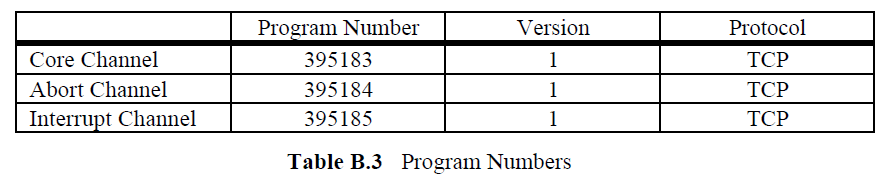 Program Number Version Protocol
Core Channel 395183 1 TCP
Abort Channel 395184 1 TCP
Interrupt Channel 395185 1 TCP
Table B.3 Program Numbers